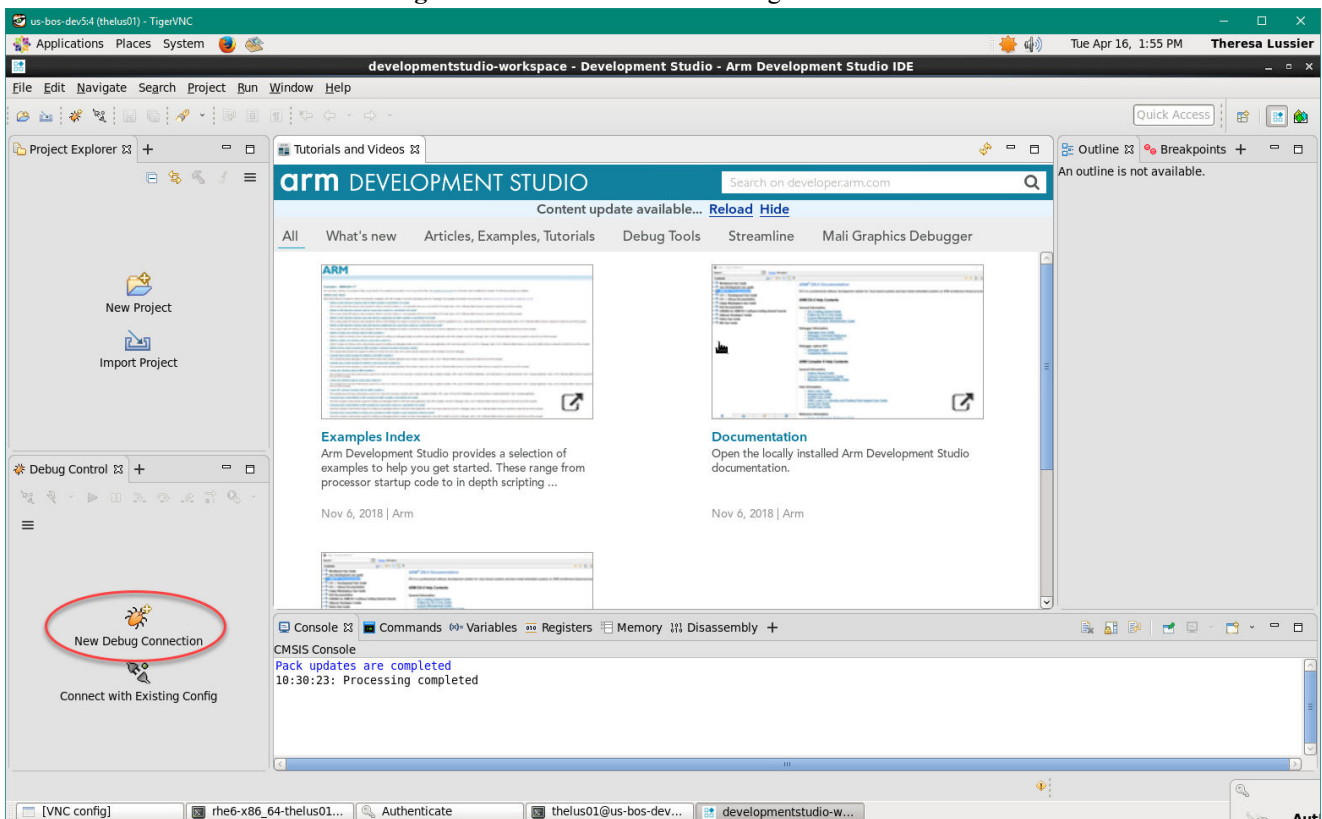 us-bos-dev5:4 (thelus01) - TigerVNC
Applications Places System
Tue Apr 16, 1:55 PM Theresa Lussier
developmentstudio-workspace - Development Studio - Arm Development Studio IDE
File Edit Navigate Search Project Run Window Help
Quick Access
Project Explorer
Tutorials and Videos
Outline Breakpoints
An outline is not available.
arm DEVELOPMENT STUDIO
Search on developer.arm.com
Content update available... Reload Hide
All What's new Articles, Examples, Tutorials Debug Tools Streamline Mali Graphics Debugger
ARM
New Project
Import Project
Examples Index
Arm Development Studio provides a selection of
examples to help you get started. These range from
processor startup code to in depth scripting ...
Nov 6, 2018 | Arm
Documentation
Open the locally installed Arm Development Studio
documentation.
Nov 6, 2018 | Arm
Debug Control
New Debug Connection
Connect with Existing Config
Console Commands Variables Registers Memory Disassembly
CMSIS Console
Pack updates are completed
10:30:23: Processing completed
[VNC config] rhe6-x86_64-thelus01... Authenticate thelus01@us-bos-dev... developmentstudio-w...
Aut